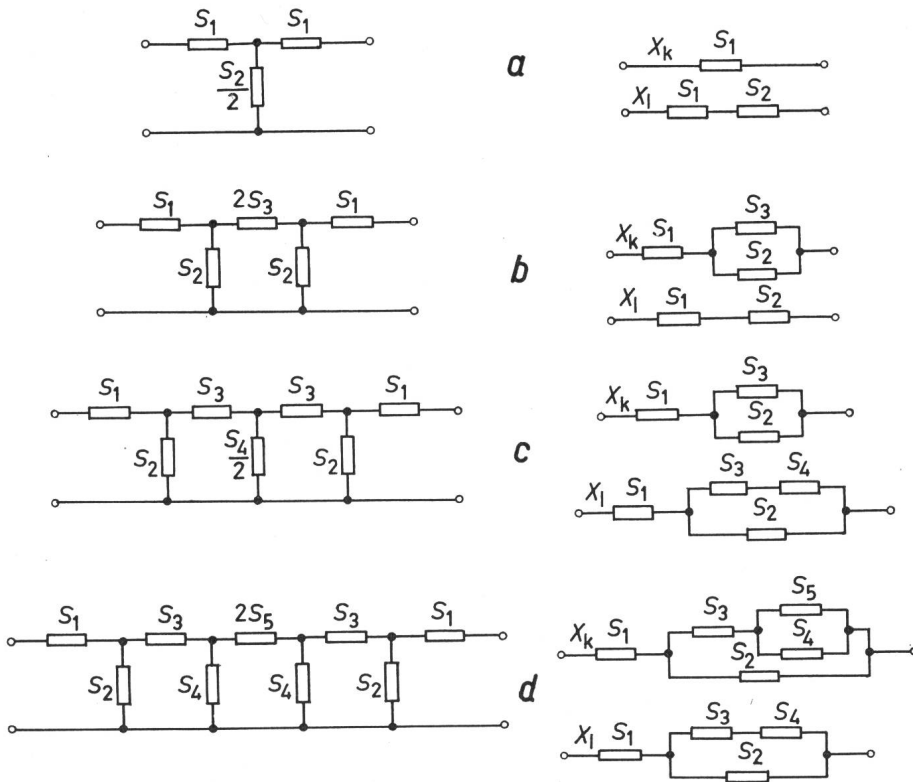 S1 S1
S2/2
a
Xk S1
Xl S1 S2
S1 2S3 S1
S2 S2
b
Xk S1 S3
S2
Xl S1 S2
S1 S3 S3 S1
S2 S4/2 S2
c
Xk S1 S3
S2
Xl S1 S3 S4
S2
S1 S3 2S5 S3 S1
S2 S4 S4 S2
d
Xk S1 S3 S5
S4
S2
Xl S1 S3 S4
S2